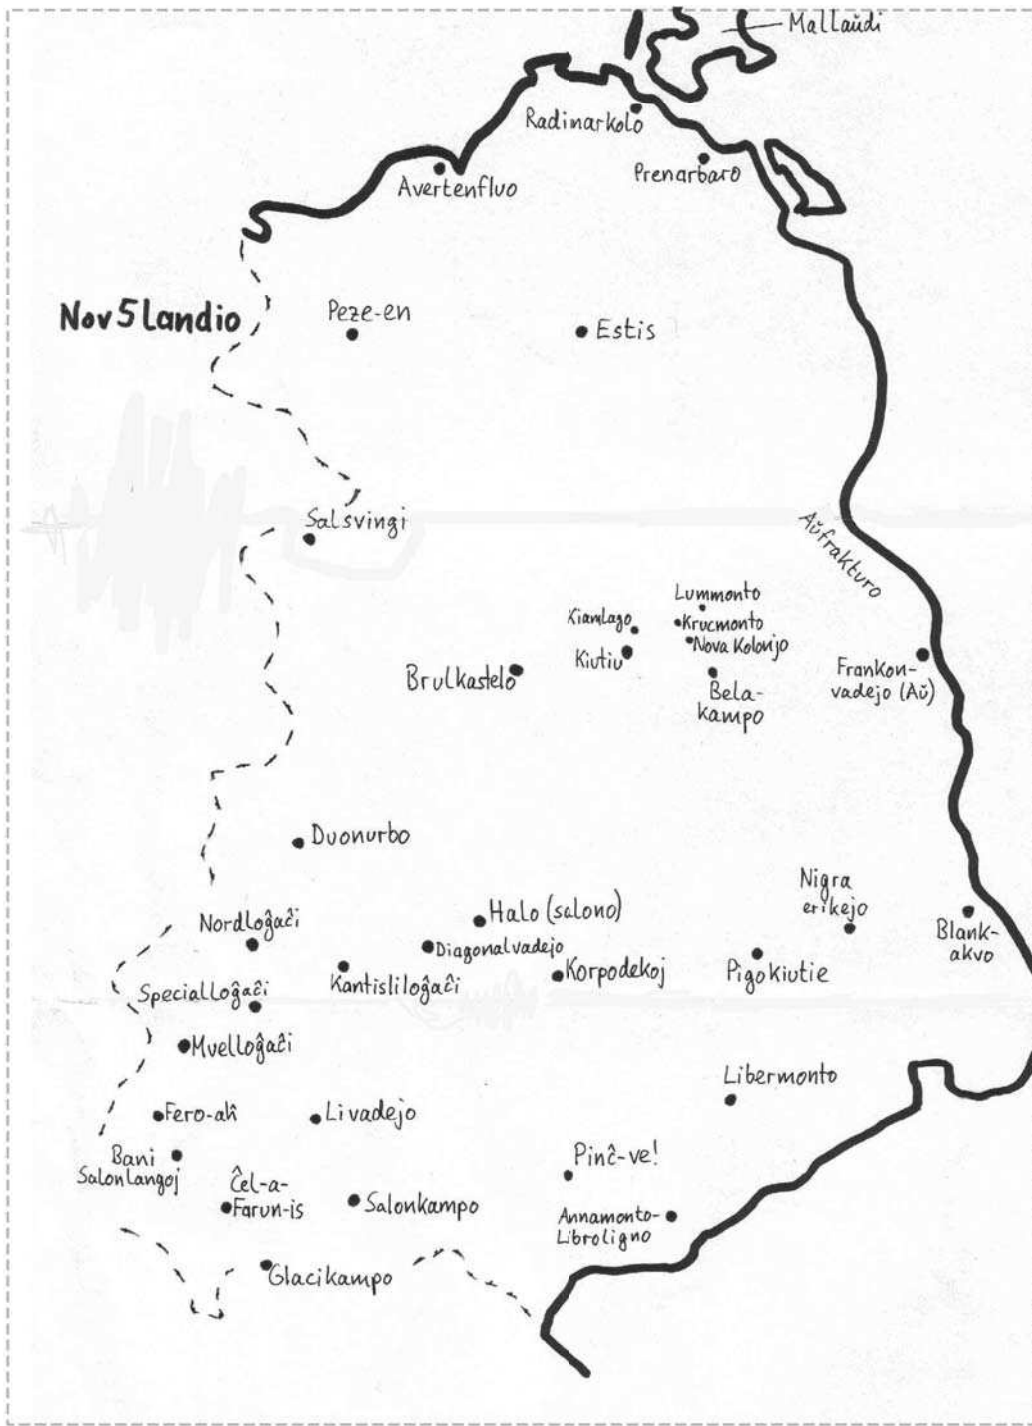 Mallaŭdi
Radinarkolo
Prenarbaro
Avertenfluo
Nov5landio
Peze-en
Estis
Salsvingi
Aŭfrakturo
Lummonto
Kiamlago
Krucmonto
Kiutiu
Nova Kolonjo
Brulkastelo
Bela-
kampo
Frankon-
vadejo (Aŭ)
Duonurbo
Nigra
erikejo
Halo (salono)
Nordloĝaĉi
Blank-
akvo
Diagonalvadejo
Kantisliloĝaĉi
Korpodekoj
Pigokiutie
Specialloĝaĉi
Muelloĝaĉi
Libermonto
Fero-aĥ
Livadejo
Bani
Salonlangoj
Pinĉ-ve!
Ĉel-a-
Farun-is
Salonkampo
Annamonto-
Libroligno
Glacikampo